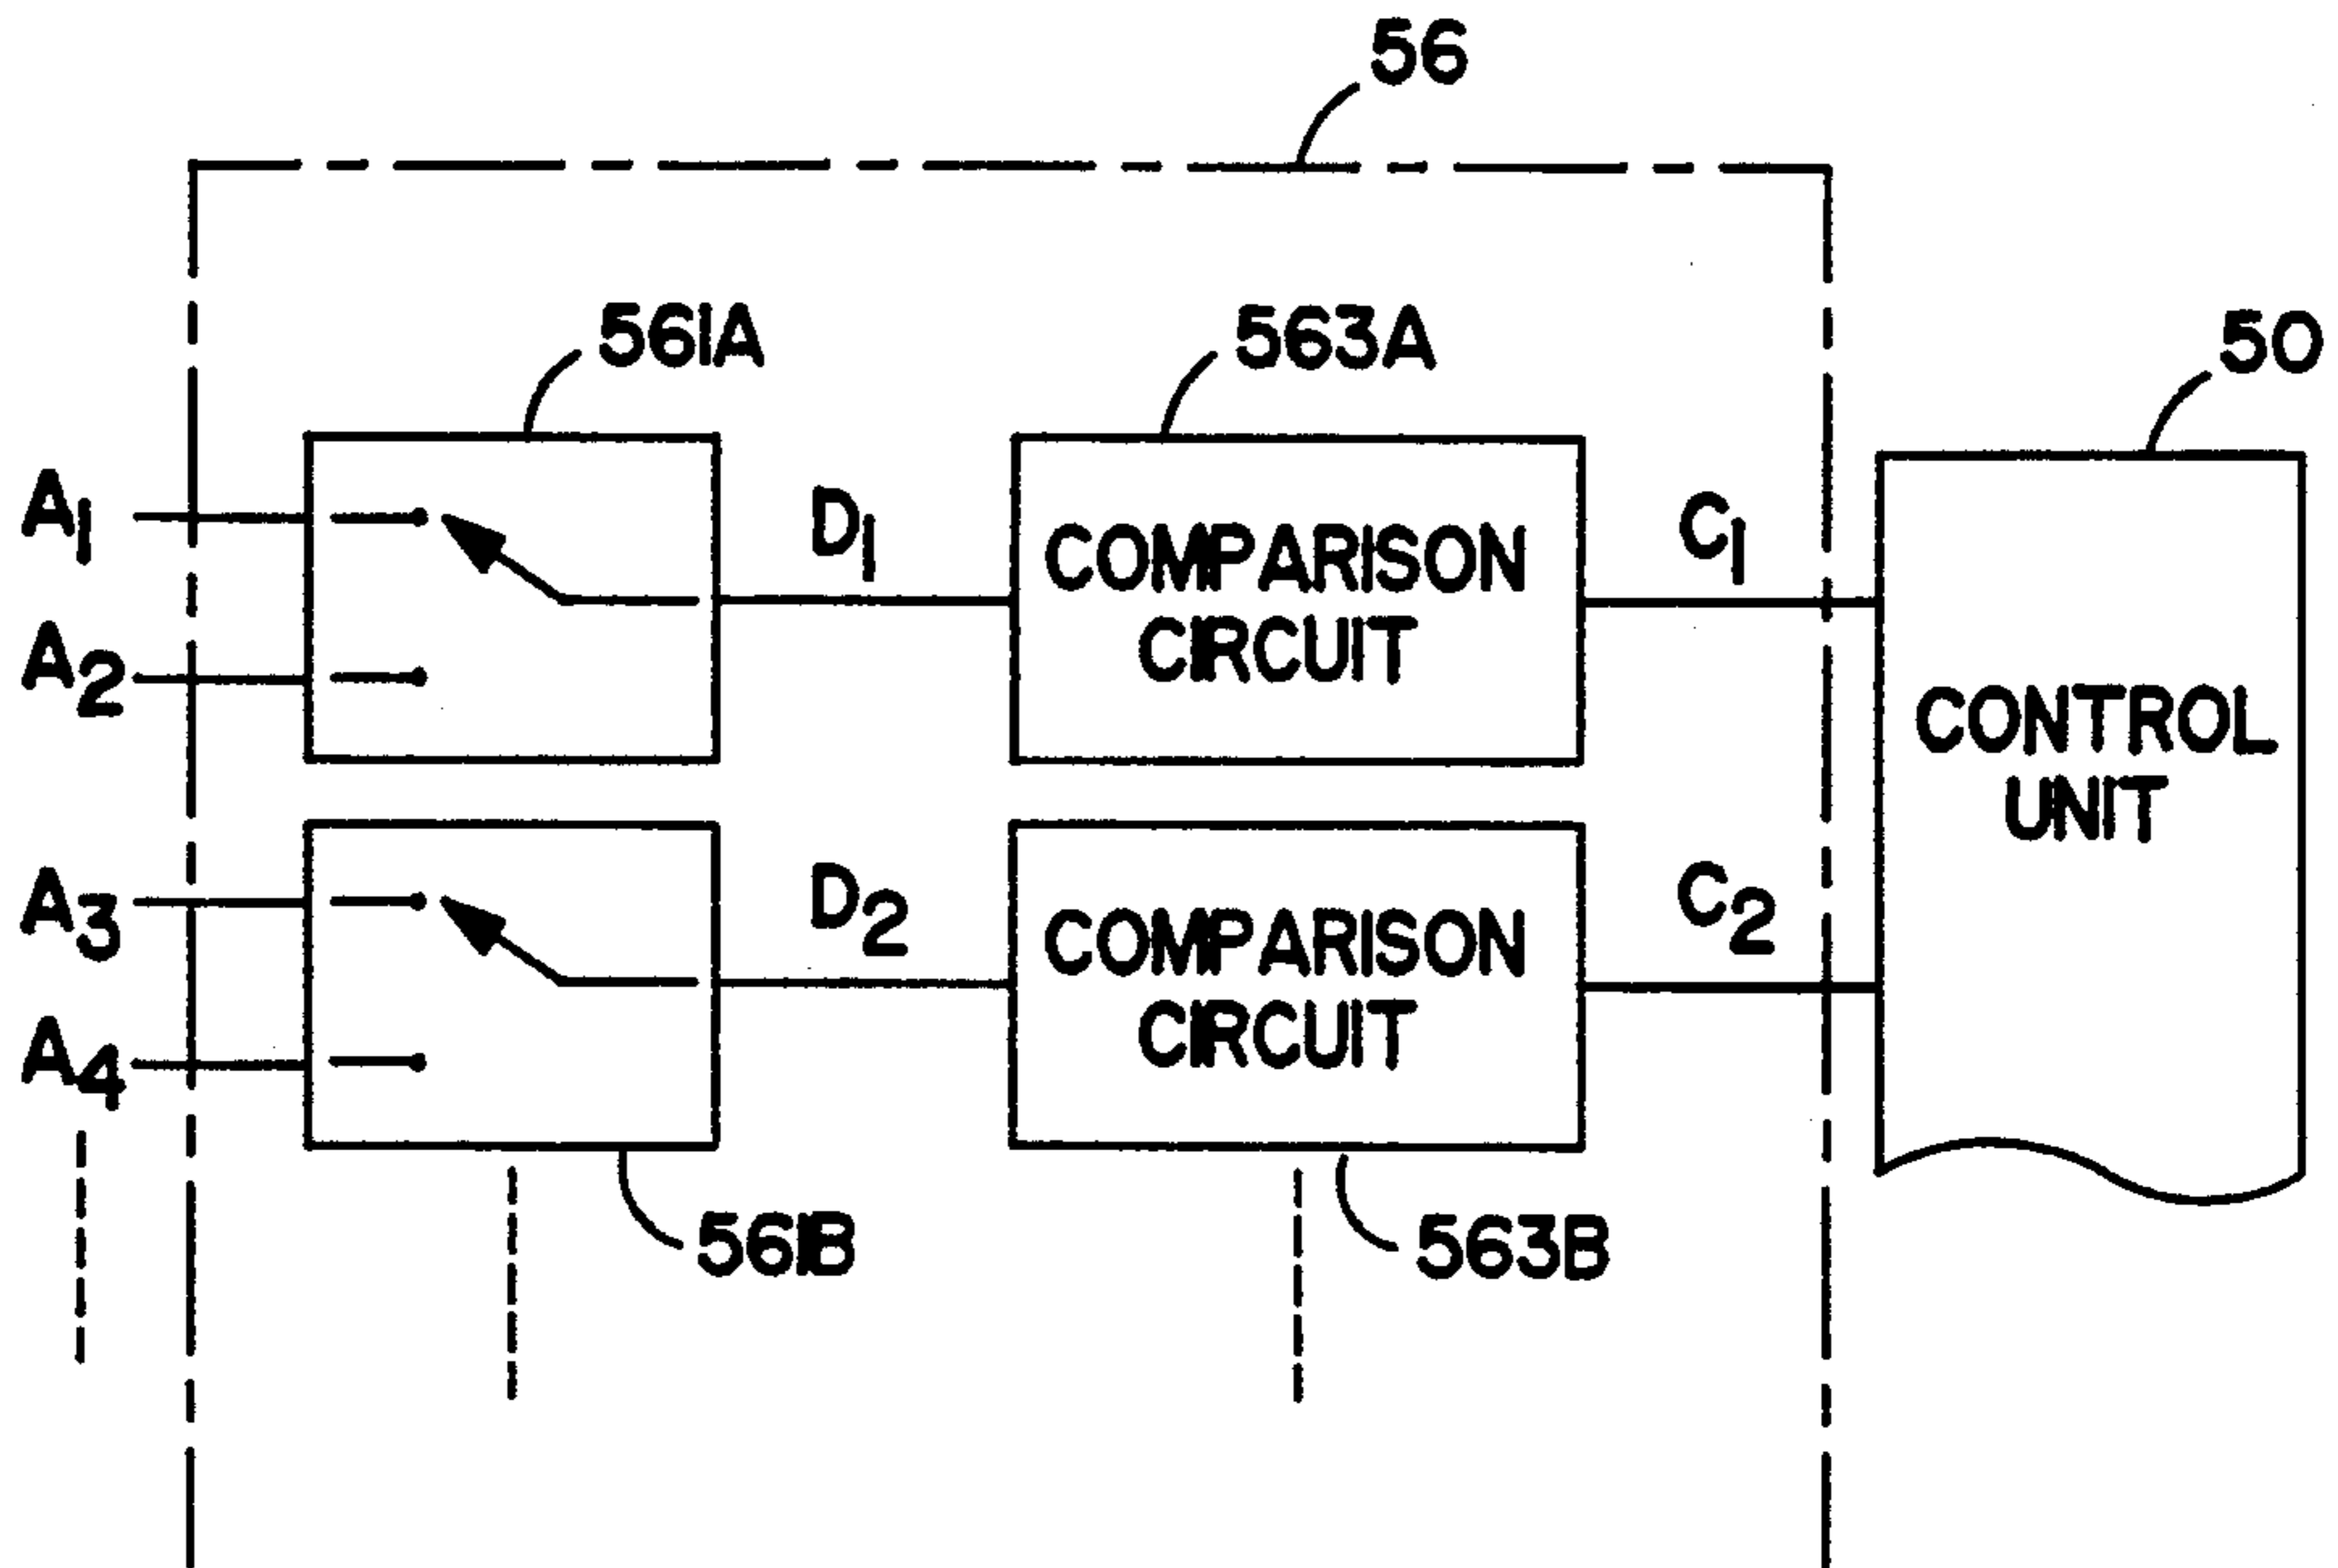 56
561A
563A
50
A1
D1
COMPARISON
CIRCUIT
C1
A2
CONTROL
UNIT
A3
D2
COMPARISON
CIRCUIT
C2
A4
561B
563B